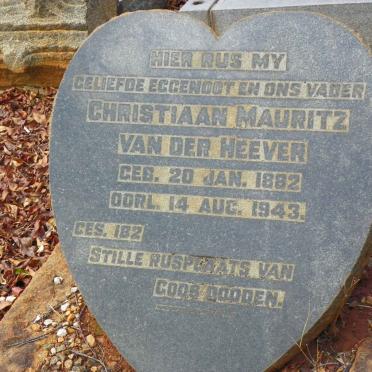 HIER RUS MY
GELIEFDE EGGENOOT EN ONS VADER
CHRISTIAAN MAURITZ
VAN DER HEEVER
GEB. 20 JAN. 1882
OORL. 14 AUG. 1943.
GES. 182
STILLE RUSPLAATS VAN
GODS DOODEN.